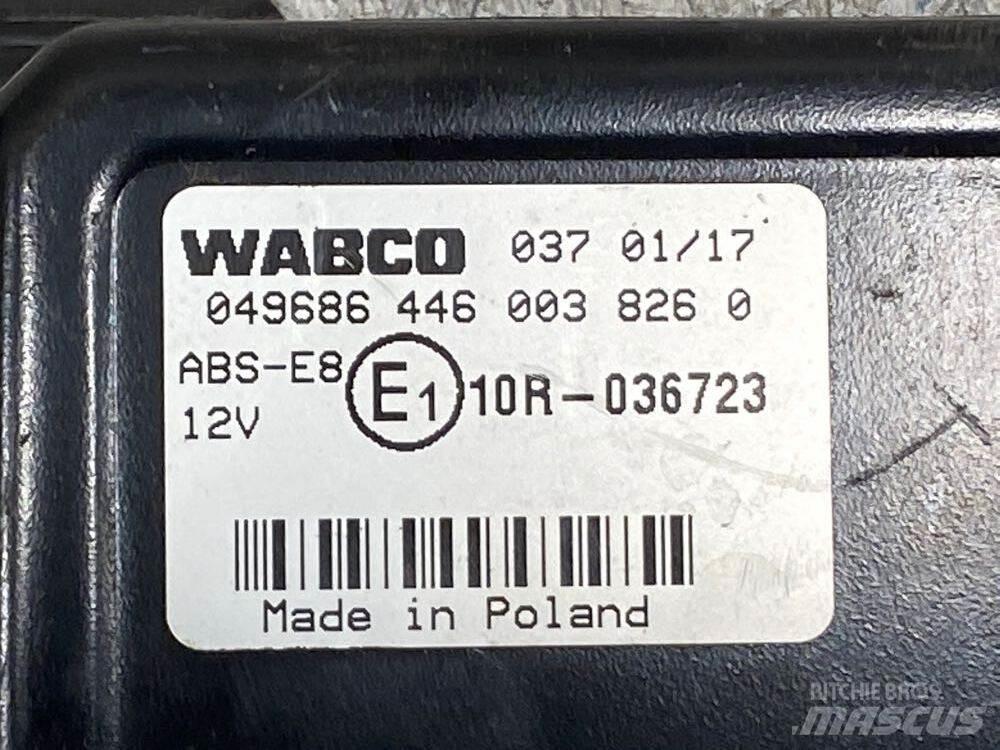 WABCO 037 01/17
049686 446 003 826 0
ABS-E8 E1 10R-036723
12V
Made in Poland
RITCHIE BROS.
MASCUS